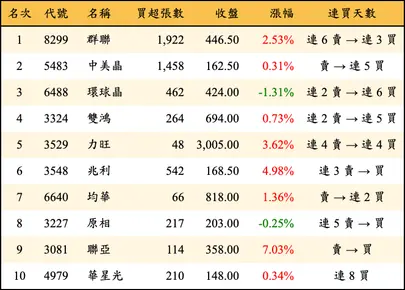 名次 代號 名稱 買超張數 收盤 漲幅 連買天數
1 8299 群聯 1,922 446.50 2.53% 連 6 賣 → 連 3 買
2 5483 中美晶 1,458 162.50 0.31% 賣 → 連 5 買
3 6488 環球晶 462 424.00 -1.31% 連 2 賣 → 連 6 買
4 3324 雙鴻 264 694.00 0.73% 連 2 賣 → 連 5 買
5 3529 力旺 48 3,005.00 3.62% 連 4 賣 → 連 4 買
6 3548 兆利 542 168.50 4.98% 連 3 賣 → 買
7 6640 均華 66 818.00 1.36% 賣 → 連 2 買
8 3227 原相 217 203.00 -0.25% 連 5 賣 → 買
9 3081 聯亞 114 358.00 7.03% 賣 → 買
10 4979 華星光 210 148.00 0.34% 連 8 買